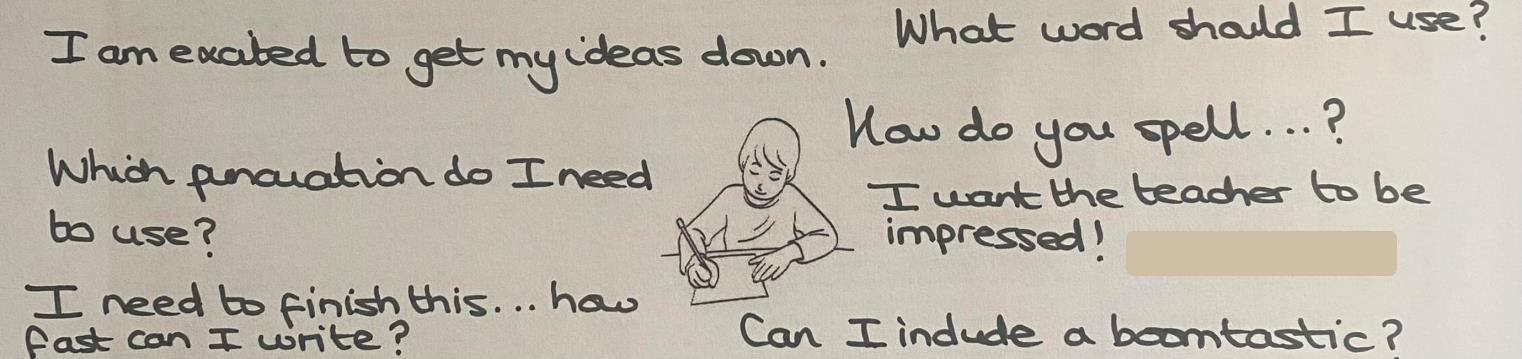 I am excited to get my ideas down.
What word should I use?
How do you spell....?
Which puncuation do I need
to use?
I want the teacher to be
impressed!
I need to finish this... how
fast can I write?
Can I include a boomtastic?